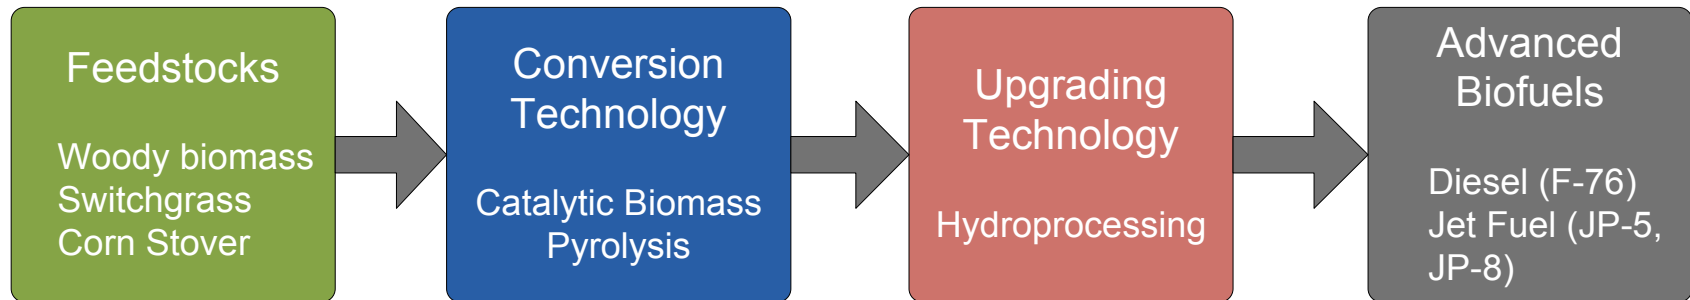 Feedstocks
Woody biomass
Switchgrass
Corn Stover
Conversion
Technology
Catalytic Biomass
Pyrolysis
Upgrading
Technology
Hydroprocessing
Advanced
Biofuels
Diesel (F-76)
Jet Fuel (JP-5,
JP-8)